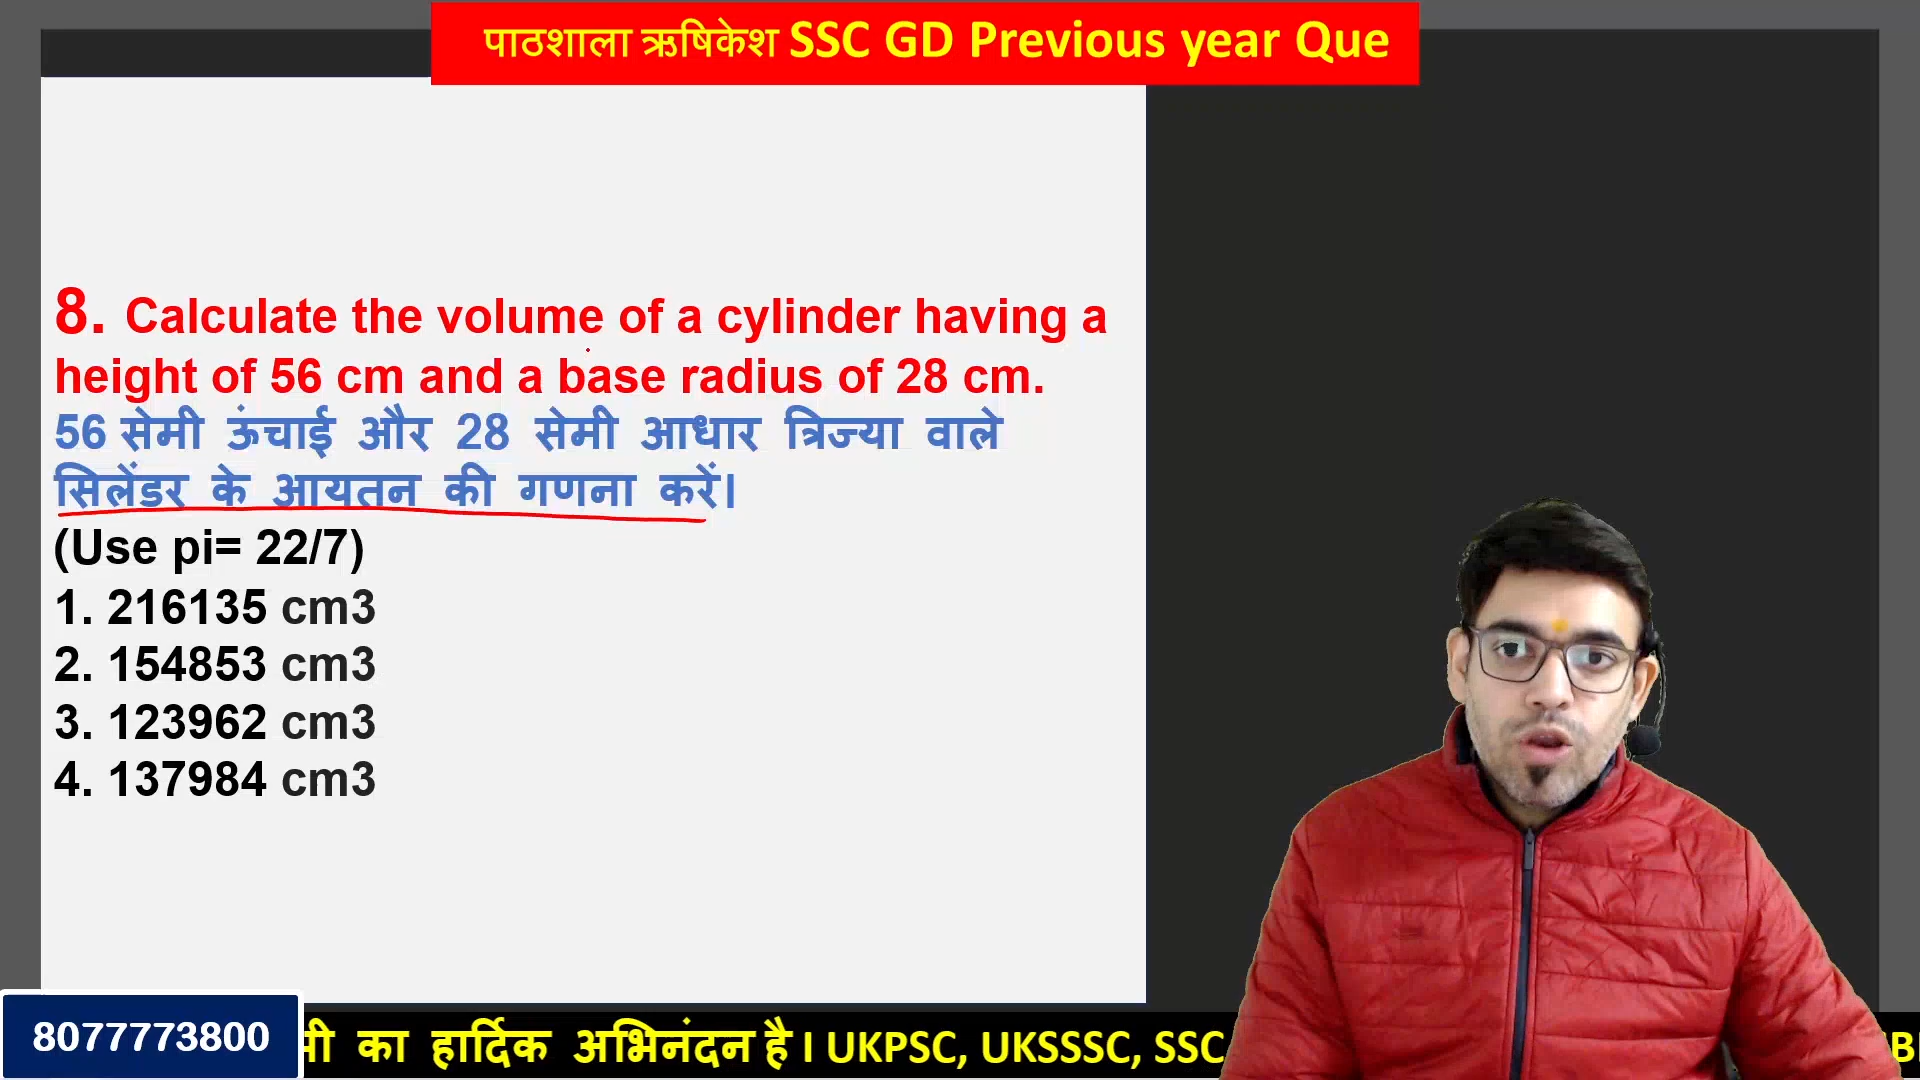 पाठशाला ऋषिकेश SSC GD Previous year Que
8. Calculate the volume of a cylinder having a
height of 56 cm and a base radius of 28 cm.
56 सेमी ऊंचाई और 28 सेमी आधार त्रिज्या वाले
सिलेंडर के आयतन की गणना करें।
(Use pi= 22/7)
1. 216135 cm3
2. 154853 cm3
3. 123962 cm3
4. 137984 cm3
8077773800
का हार्दिक अभिनंदन है I UKPSC, UKSSSC, SSC